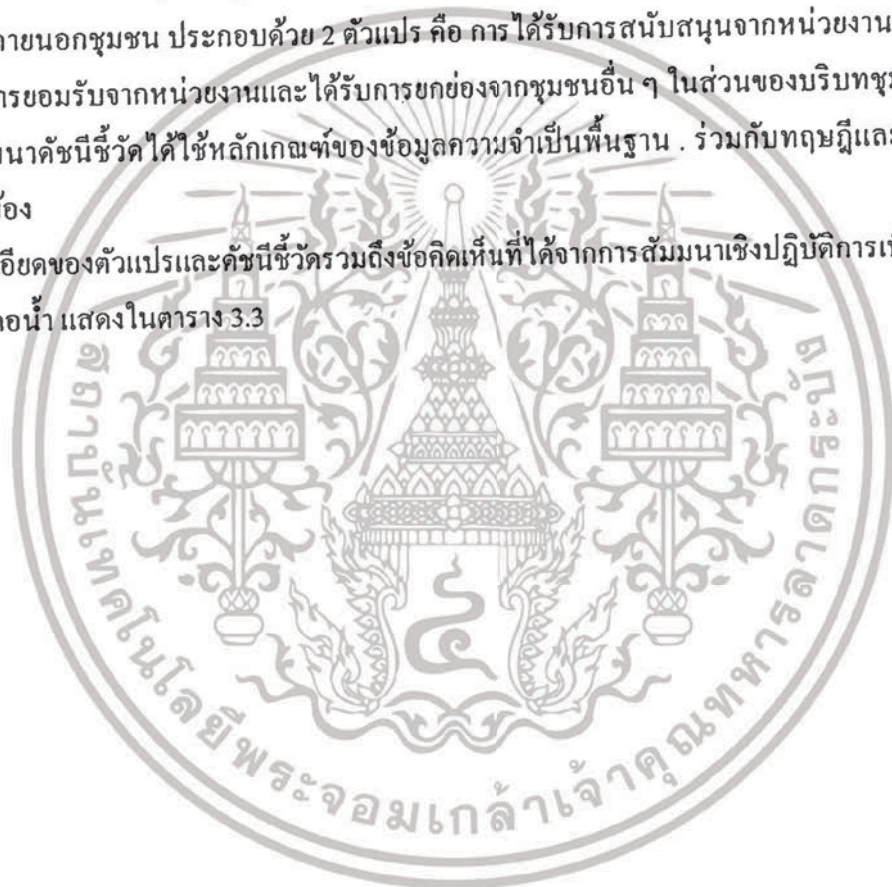 ภายนอกชุมชน ประกอบด้วย 2 ตัวแปร คือ การได้รับการสนับสนุนจากหน่วยงาน
การยอมรับจากหน่วยงานและได้รับการยกย่องจากชุมชนอื่น ๆ ในส่วนของบริบทชุม
นาดัชนีชี้วัดได้ใช้หลักเกณฑ์ของข้อมูลความจำเป็นพื้นฐาน . ร่วมกับทฤษฎีและ
้อง
อียดของตัวแปรและดัชนีชี้วัดรวมถึงข้อคิดเห็นที่ได้จากการสัมมนาเชิงปฏิบัติการเ
อน้ำ แสดงในตาราง 3.3
สถาบันเทคโนโลยีพระจอมเกล้าเจ้าคุณทหารลาดกระบัง
๔